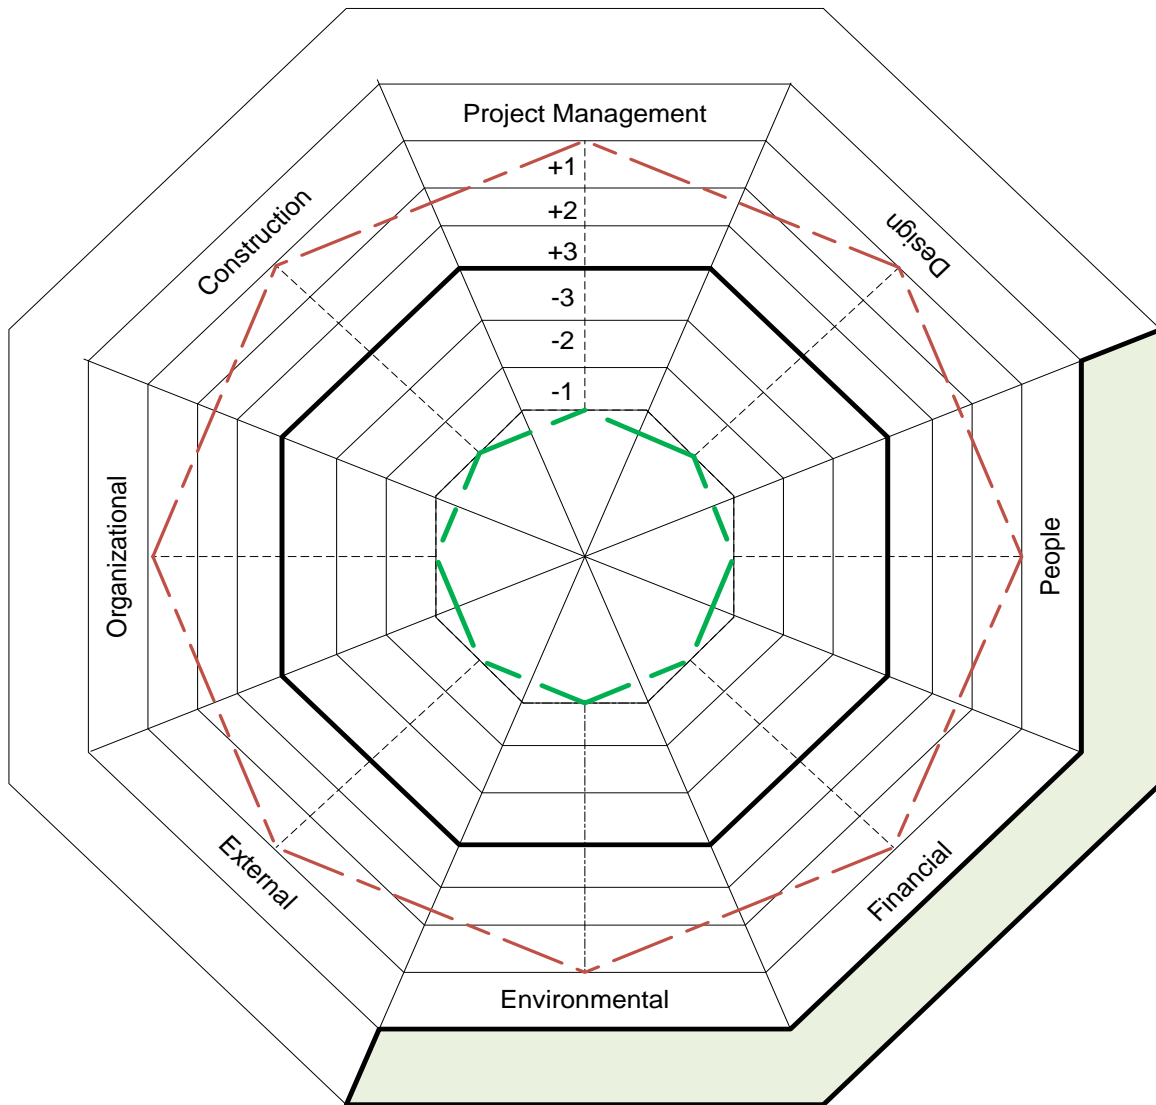 Project Management
+1
+2
+3
-3
-2
-1
Construction
Design
Organizational
People
External
Financial
Environmental